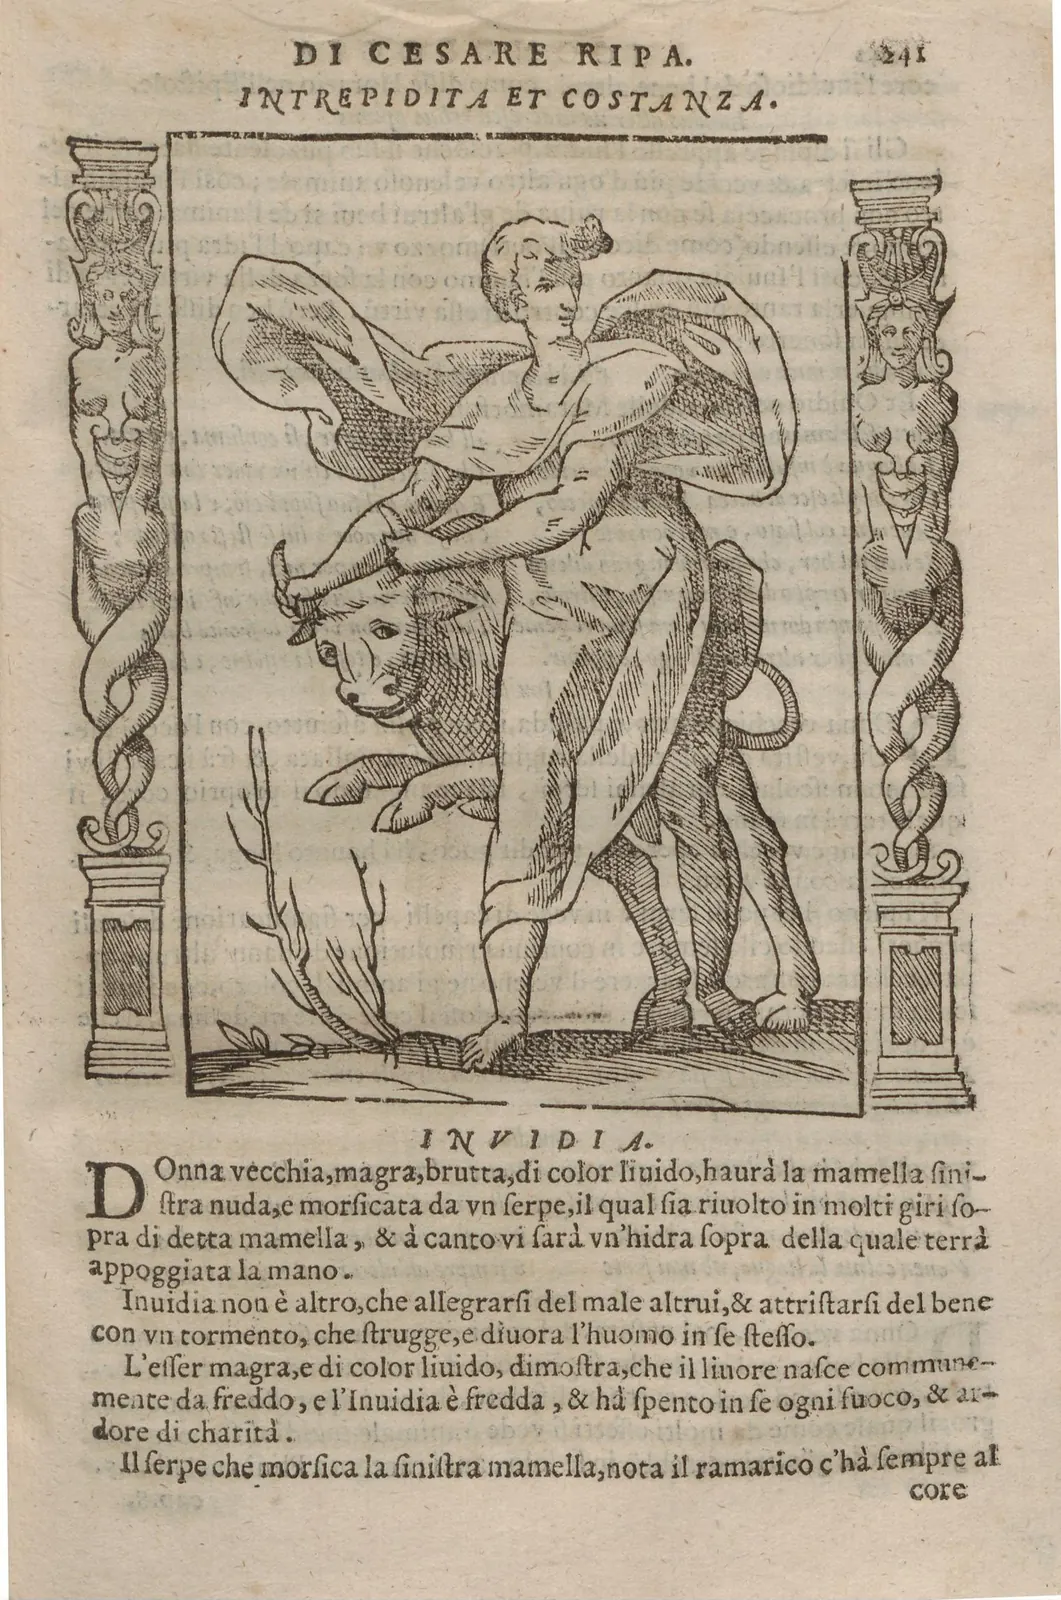 DI CESARE RIPA. 241
INTREPIDITA ET COSTANZA.
INVIDIA.
DOnna vecchia,magra,brutta,di color liuido,haurà la mamella ſini-
ſtra nuda,e morſicata da vn ſerpe,il qual ſia riuolto in molti giri ſo-
pra di detta mamella, & à canto vi ſarà vn'hidra ſopra della quale terrà
appoggiata la mano.
Inuidia non è altro,che allegrarſi del male altrui,& attriſtarſi del bene
con vn tormento, che ſtrugge,e diuora l'huomo in ſe ſteſſo.
L'eſſer magra,e di color liuido, dimoſtra,che il liuore naſce commune-
mente da freddo, e l'Inuidia è fredda, & hà ſpento in ſe ogni fuoco, & ar-
dore di charità.
Il ſerpe che morſica la ſiniſtra mamella,nota il ramarico c'hà ſempre al
core